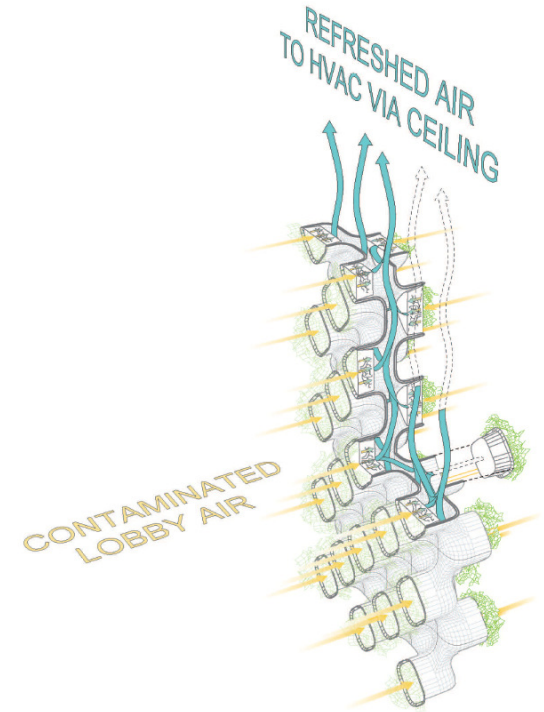 REFRESHED AIR
TO HVAC VIA CEILING
CONTAMINATED
LOBBY AIR